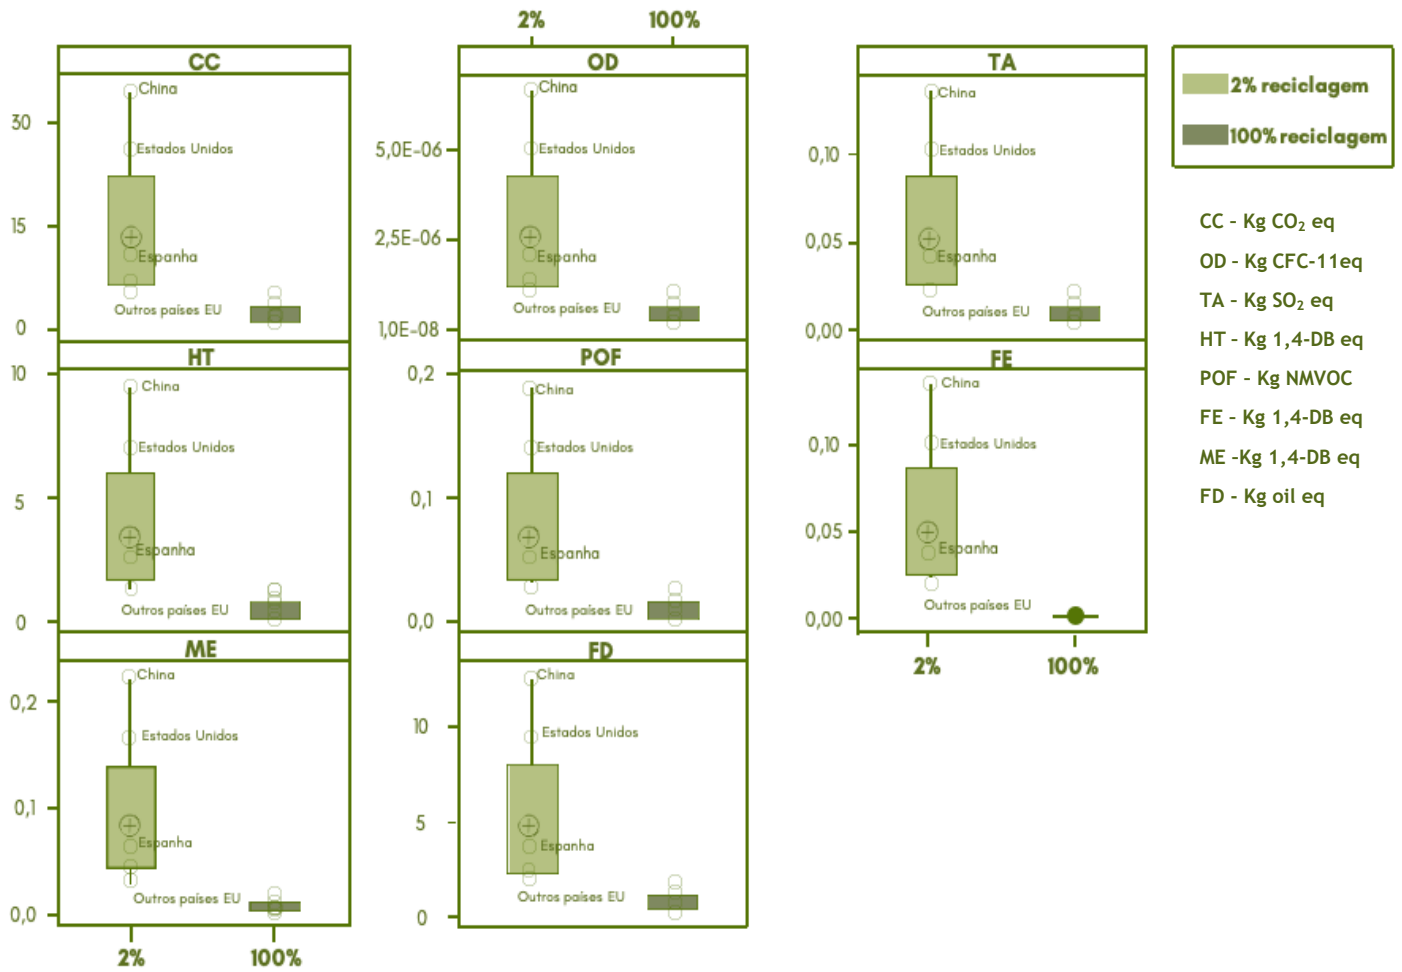 2% 100%
CC
China
Estados Unidos
Espanha
Outros países EU
30
15
0
OD
China
Estados Unidos
Espanha
Outros países EU
5,0E-06
2,5E-06
1,0E-08
TA
China
Estados Unidos
Espanha
Outros países EU
0,10
0,05
0,00
2% reciclagem
100% reciclagem
CC – Kg CO₂ eq
OD – Kg CFC-11eq
TA – Kg SO₂ eq
HT – Kg 1,4-DB eq
POF – Kg NMVOC
FE – Kg 1,4-DB eq
ME –Kg 1,4-DB eq
FD - Kg oil eq
HT
China
Estados Unidos
Espanha
Outros países EU
10
5
0
POF
China
Estados Unidos
Espanha
Outros países EU
0,2
0,1
0,0
FE
China
Estados Unidos
Espanha
Outros países EU
0,10
0,05
0,00
2% 100%
ME
China
Estados Unidos
Espanha
Outros países EU
0,2
0,1
0,0
2% 100%
FD
China
Estados Unidos
Espanha
Outros países EU
10
5
0